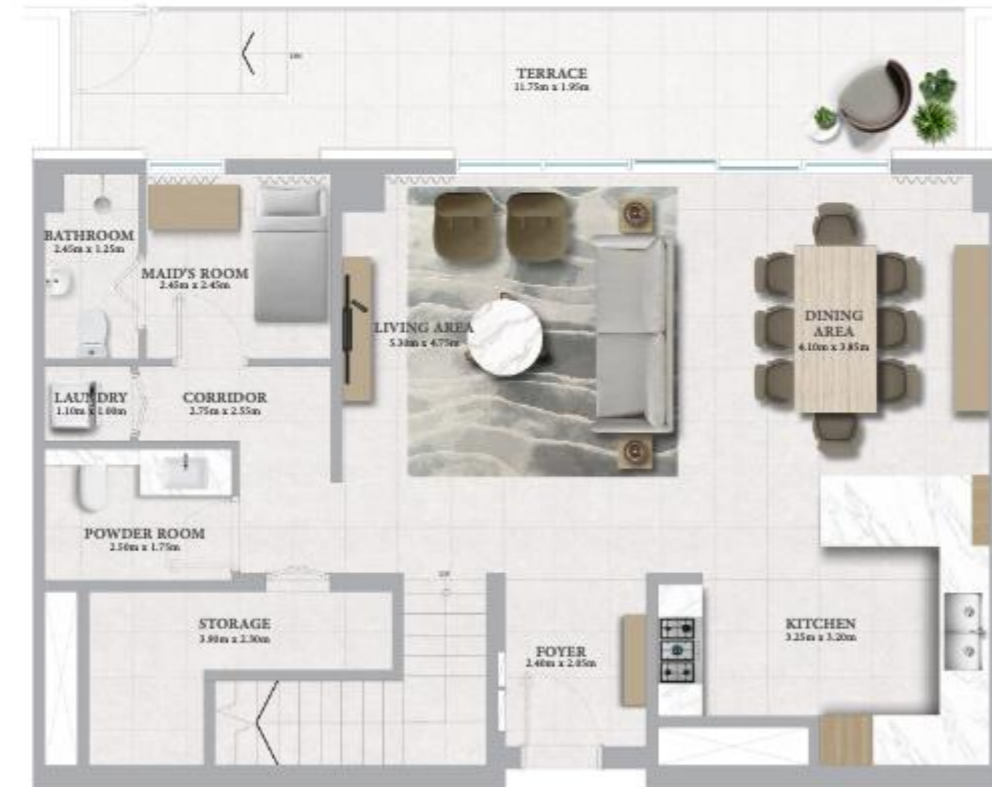 TERRACE
11.75m x 1.95m
BATHROOM
2.45m x 1.25m
MAID'S ROOM
2.45m x 2.45m
LIVING AREA
5.30m x 4.75m
DINING
AREA
4.10m x 3.85m
LAUNDRY
1.10m x 1.00m
CORRIDOR
2.75m x 2.55m
POWDER ROOM
2.50m x 1.75m
STORAGE
3.90m x 2.30m
FOYER
2.40m x 2.05m
KITCHEN
3.25m x 3.20m